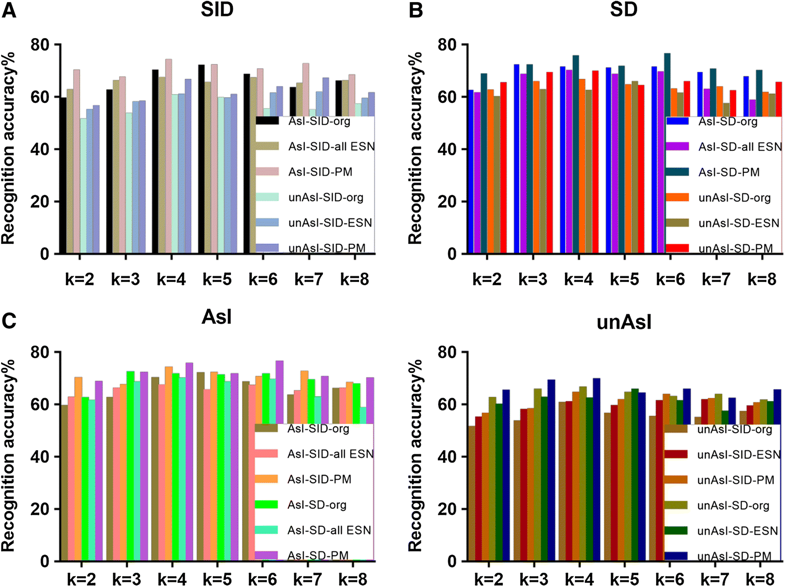 A
SID
Recognition accuracy%
80
60
40
20
0
k=2 k=3 k=4 k=5 k=6 k=7 k=8
AsI-SID-org
AsI-SID-all ESN
AsI-SID-PM
unAsI-SID-org
unAsI-SID-ESN
unAsI-SID-PM
B
SD
Recognition accuracy%
80
60
40
20
0
k=2 k=3 k=4 k=5 k=6 k=7 k=8
AsI-SD-org
AsI-SD-all ESN
AsI-SD-PM
unAsI-SD-org
unAsI-SD-ESN
unAsI-SD-PM
C
AsI
Recognition accuracy%
80
60
40
20
0
k=2 k=3 k=4 k=5 k=6 k=7 k=8
AsI-SID-org
AsI-SID-all ESN
AsI-SID-PM
AsI-SD-org
AsI-SD-all ESN
AsI-SD-PM
unAsI
Recognition accuracy%
80
60
40
20
0
k=2 k=3 k=4 k=5 k=6 k=7 k=8
unAsI-SID-org
unAsI-SID-ESN
unAsI-SID-PM
unAsI-SD-org
unAsI-SD-ESN
unAsI-SD-PM